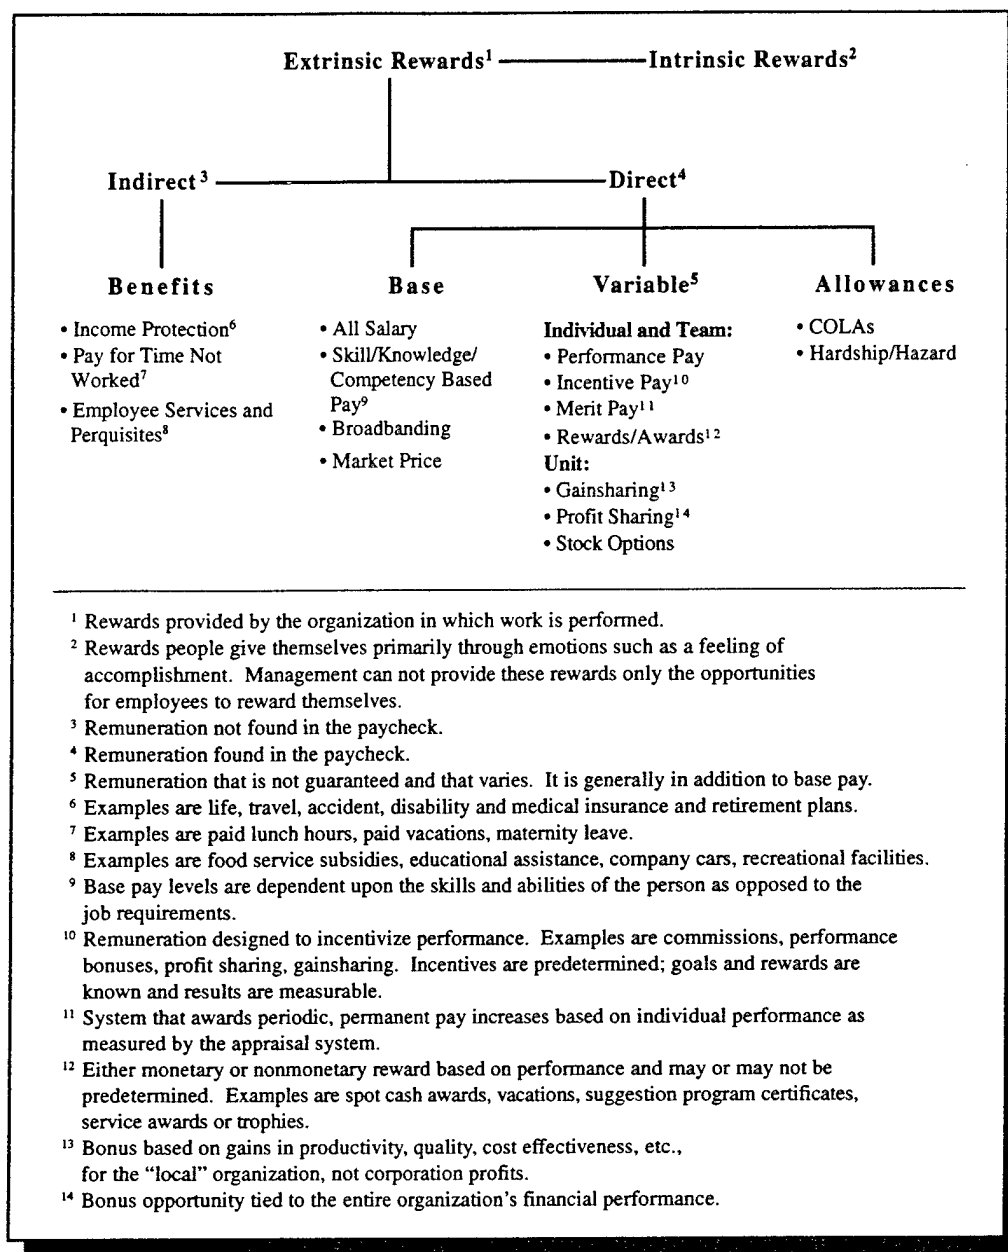 Extrinsic Rewards¹ Intrinsic Rewards²
Indirect³ Direct⁴
Benefits
• Income Protection⁶
• Pay for Time Not
Worked⁷
• Employee Services and
Perquisites⁸
Base
• All Salary
• Skill/Knowledge/
Competency Based
Pay⁹
• Broadbanding
• Market Price
Variable⁵
Individual and Team:
• Performance Pay
• Incentive Pay¹⁰
• Merit Pay¹¹
• Rewards/Awards¹²
Unit:
• Gainsharing¹³
• Profit Sharing¹⁴
• Stock Options
Allowances
• COLAs
• Hardship/Hazard
¹ Rewards provided by the organization in which work is performed.
² Rewards people give themselves primarily through emotions such as a feeling of
accomplishment. Management can not provide these rewards only the opportunities
for employees to reward themselves.
³ Remuneration not found in the paycheck.
⁴ Remuneration found in the paycheck.
⁵ Remuneration that is not guaranteed and that varies. It is generally in addition to base pay.
⁶ Examples are life, travel, accident, disability and medical insurance and retirement plans.
⁷ Examples are paid lunch hours, paid vacations, maternity leave.
⁸ Examples are food service subsidies, educational assistance, company cars, recreational facilities.
⁹ Base pay levels are dependent upon the skills and abilities of the person as opposed to the
job requirements.
¹⁰ Remuneration designed to incentivize performance. Examples are commissions, performance
bonuses, profit sharing, gainsharing. Incentives are predetermined; goals and rewards are
known and results are measurable.
¹¹ System that awards periodic, permanent pay increases based on individual performance as
measured by the appraisal system.
¹² Either monetary or nonmonetary reward based on performance and may or may not be
predetermined. Examples are spot cash awards, vacations, suggestion program certificates,
service awards or trophies.
¹³ Bonus based on gains in productivity, quality, cost effectiveness, etc.,
for the “local” organization, not corporation profits.
¹⁴ Bonus opportunity tied to the entire organization’s financial performance.